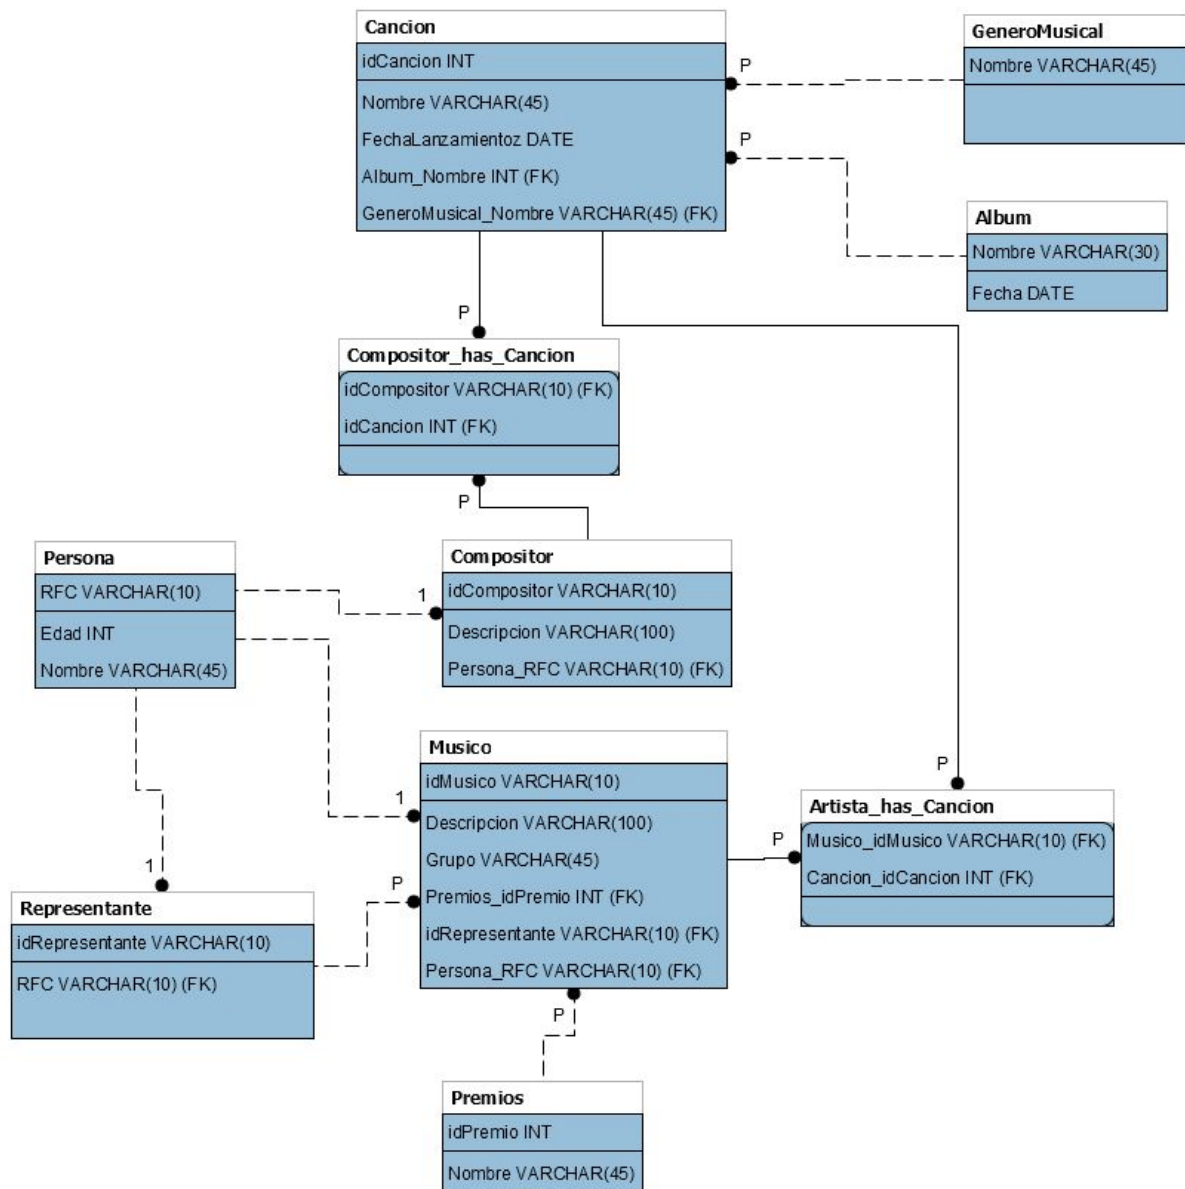 Cancion
idCancion INT
Nombre VARCHAR(45)
FechaLanzamientoz DATE
Album_Nombre INT (FK)
GeneroMusical_Nombre VARCHAR(45) (FK)
P
P
GeneroMusical
Nombre VARCHAR(45)
Album
Nombre VARCHAR(30)
Fecha DATE
P
Compositor_has_Cancion
idCompositor VARCHAR(10) (FK)
idCancion INT (FK)
P
Persona
RFC VARCHAR(10)
Edad INT
Nombre VARCHAR(45)
1
Compositor
idCompositor VARCHAR(10)
Descripcion VARCHAR(100)
Persona_RFC VARCHAR(10) (FK)
1
Musico
idMusico VARCHAR(10)
Descripcion VARCHAR(100)
Grupo VARCHAR(45)
Premios_idPremio INT (FK)
idRepresentante VARCHAR(10) (FK)
Persona_RFC VARCHAR(10) (FK)
P
P
Artista_has_Cancion
Musico_idMusico VARCHAR(10) (FK)
Cancion_idCancion INT (FK)
1
P
Representante
idRepresentante VARCHAR(10)
RFC VARCHAR(10) (FK)
P
Premios
idPremio INT
Nombre VARCHAR(45)